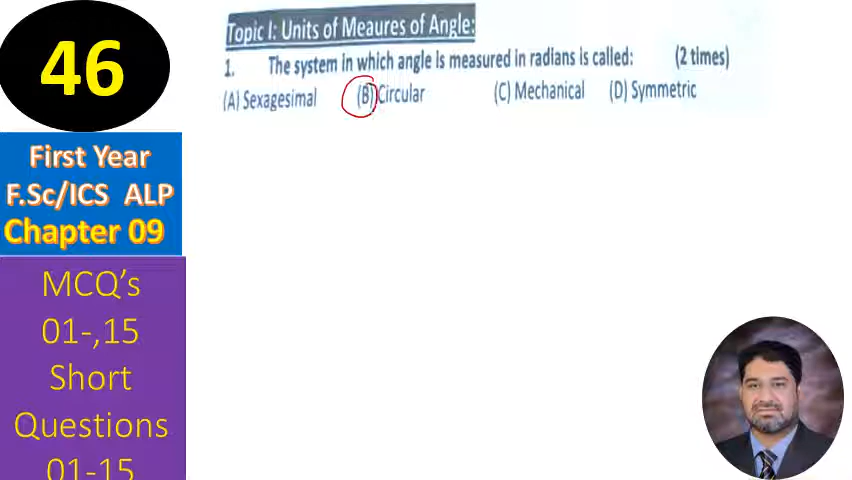 46
First Year
F.Sc/ICS ALP
Chapter 09
MCQ's
01-,15
Short
Questions
01-15
Topic I: Units of Meaures of Angle:
1. The system in which angle is measured in radians is called: (2 times)
(A) Sexagesimal (B) Circular (C) Mechanical (D) Symmetric